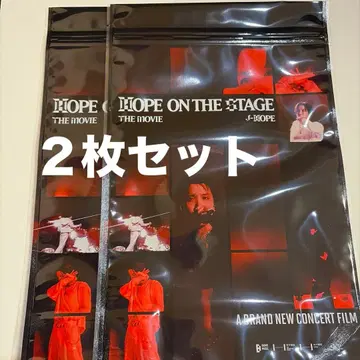 HOPE ON THE STAGE
THE MOVIE
HOPE ON THE STAGE
THE MOVIE
j-hope
2枚セット
A BRAND NEW CONCERT FILM